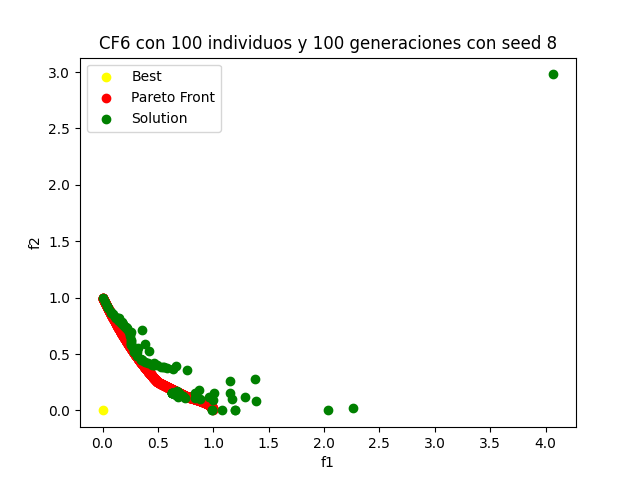 CF6 con 100 individuos y 100 generaciones con seed 8
Best
Pareto Front
Solution
3.0
2.5
2.0
1.5
1.0
0.5
0.0
f2
0.0 0.5 1.0 1.5 2.0 2.5 3.0 3.5 4.0
f1